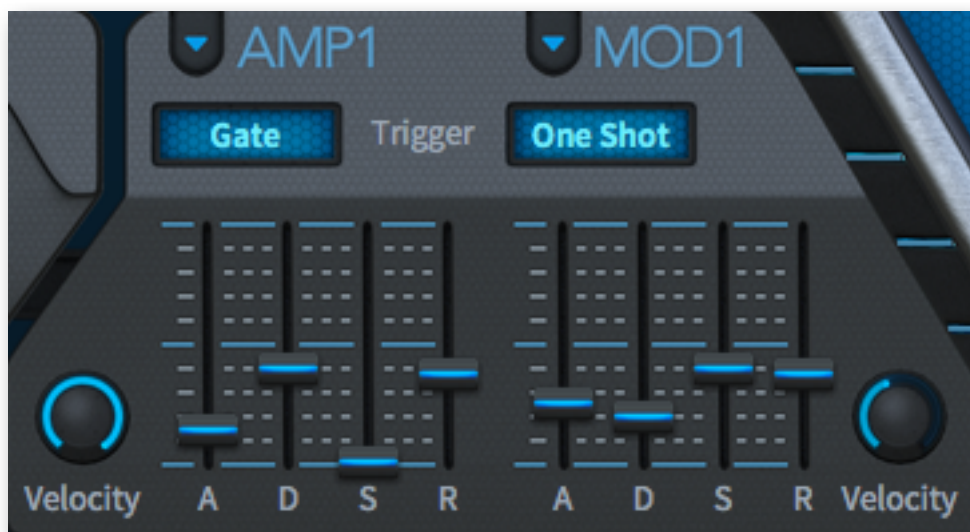 AMP1 MOD1
Gate Trigger One Shot
Velocity A D S R A D S R Velocity